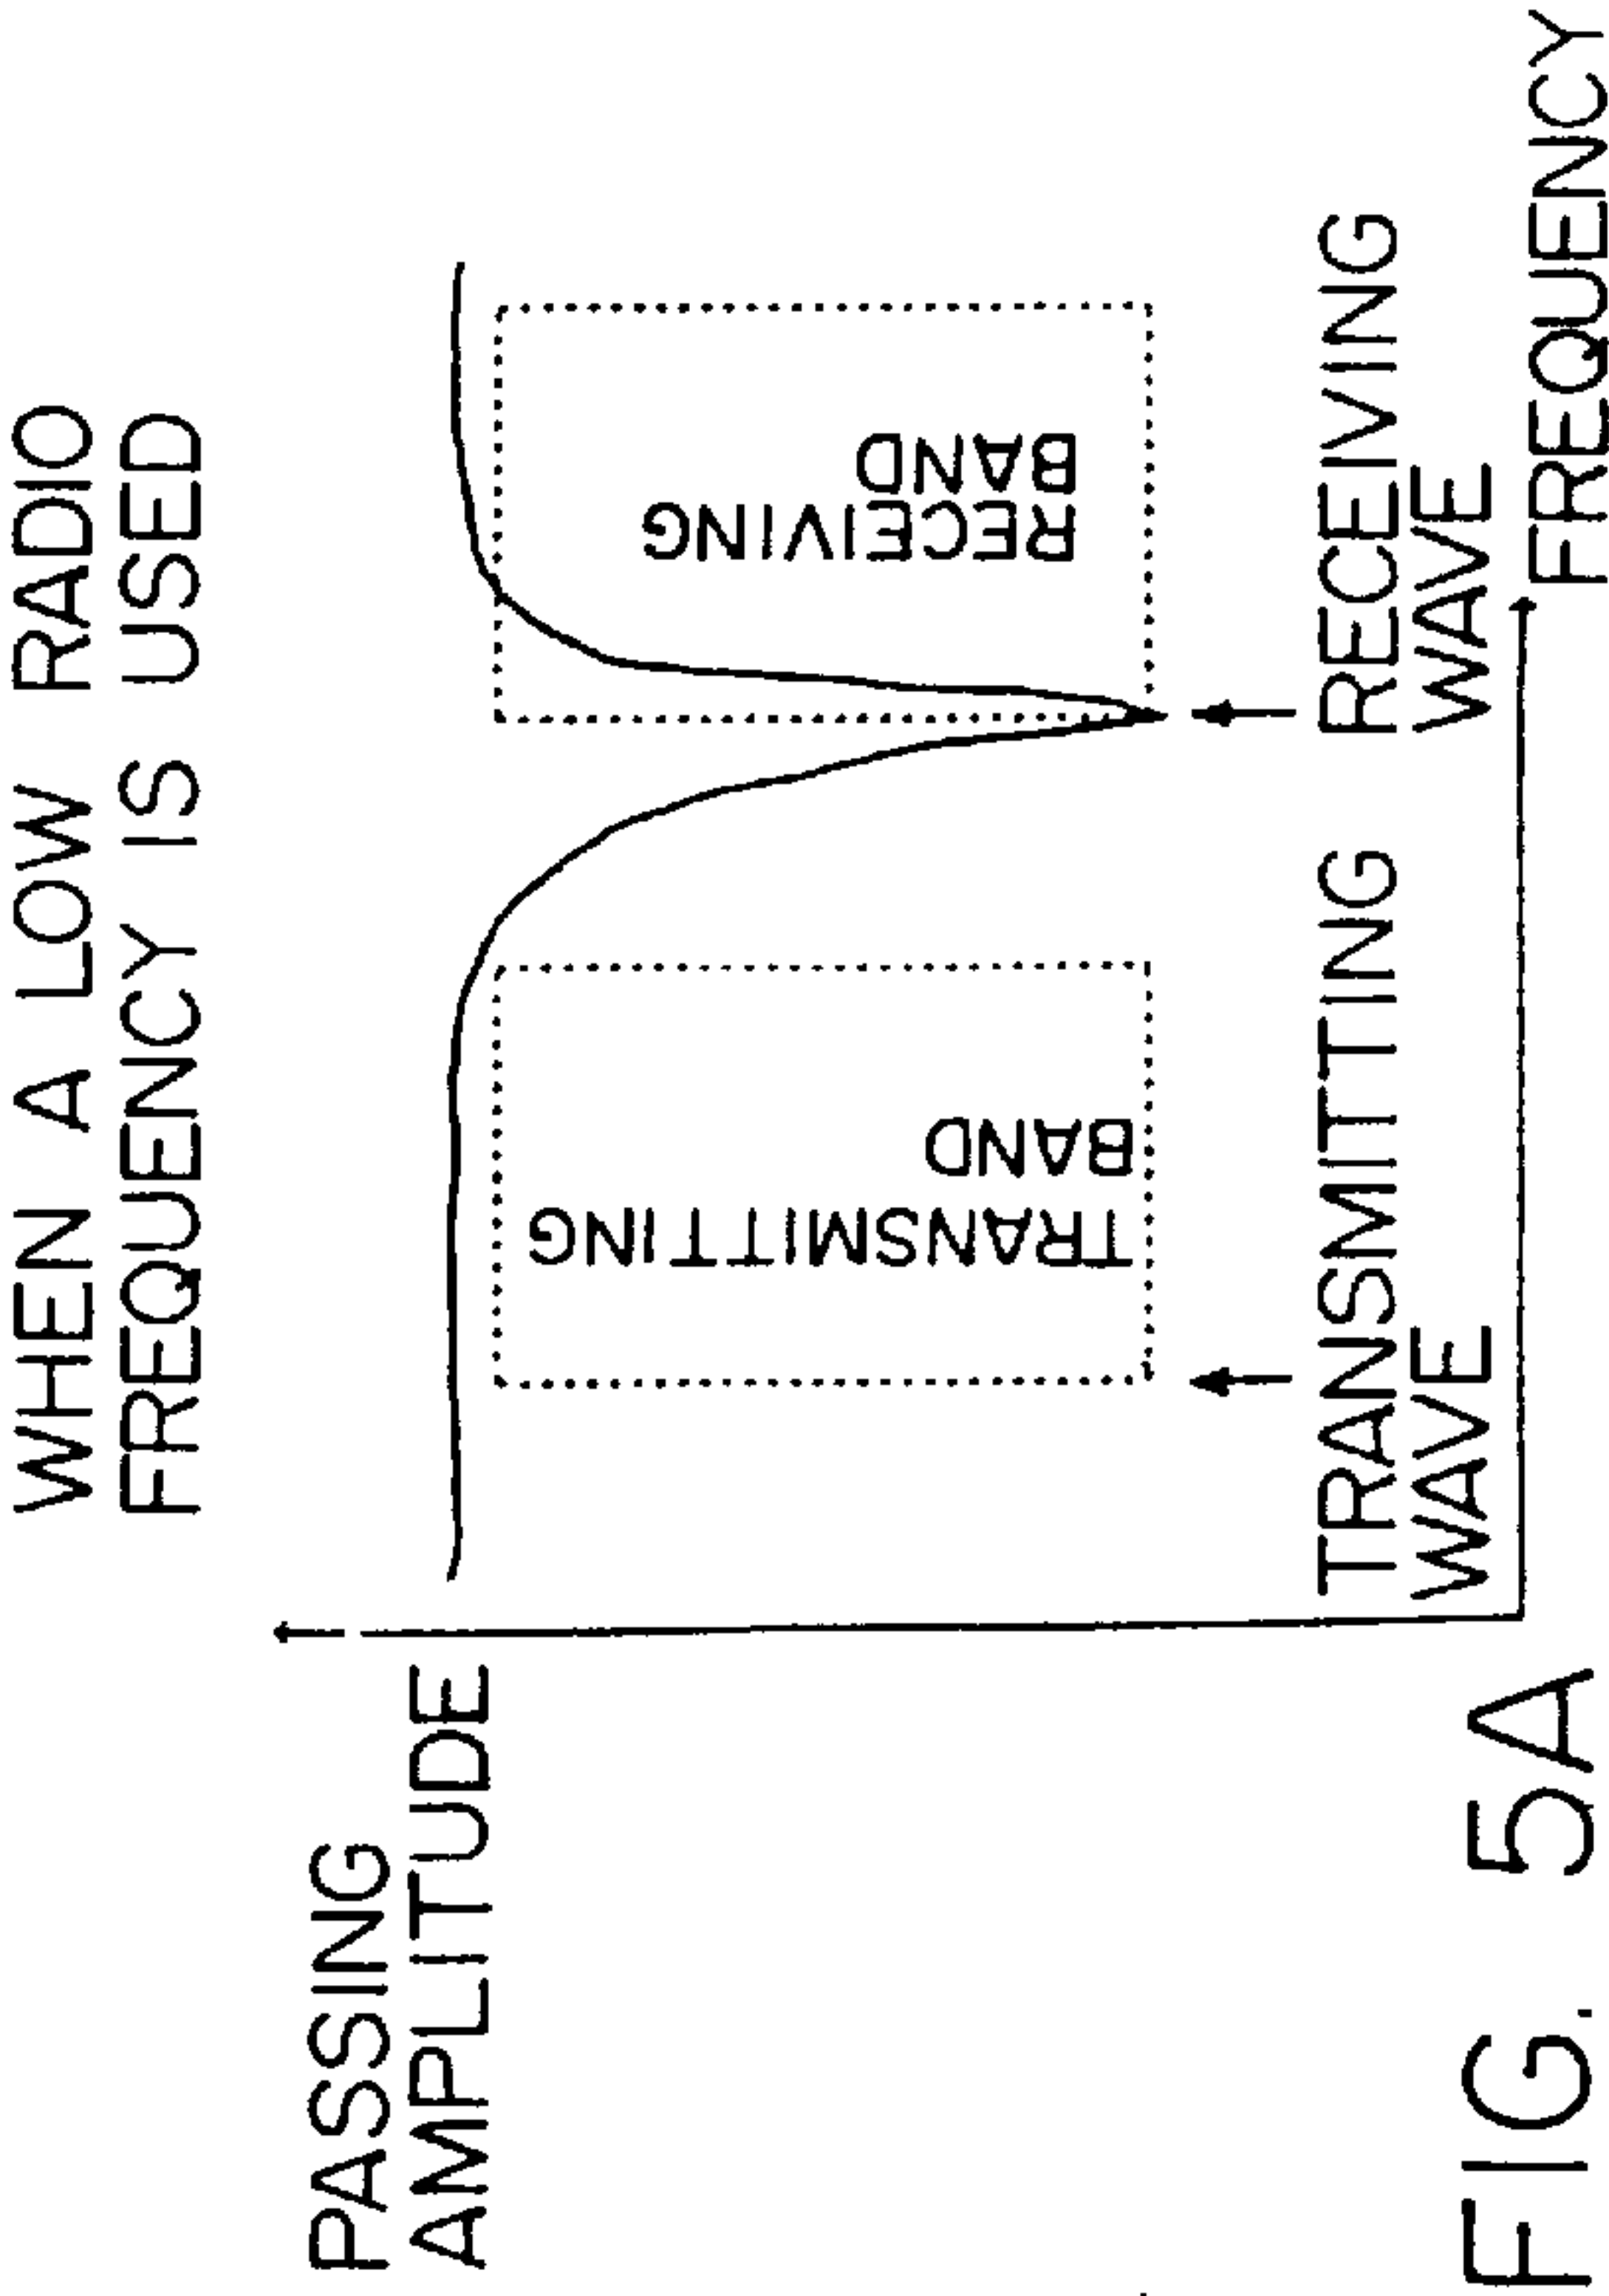 WHEN A LOW RADIO
FREQUENCY IS USED
PASSING
AMPLITUDE
TRANSMITTING
BAND
RECEIVING
BAND
TRANSMITTING
WAVE
RECEIVING
WAVE
FREQUENCY
FIG. 5A